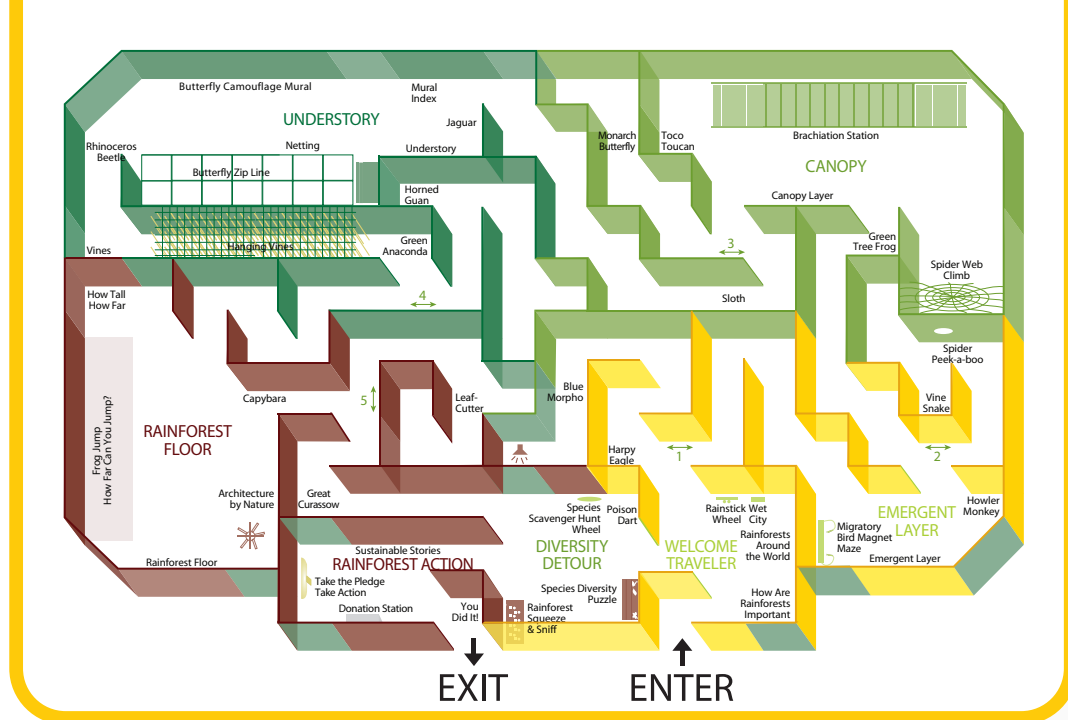 Butterfly Camouflage Mural
Mural
Index
UNDERSTORY
Jaguar
Rhinoceros
Beetle
Netting
Understory
Butterfly Zip Line
Horned
Guan
Vines
Hanging Vines
Green
Anaconda
How Tall
How Far
4
Monarch
Butterfly
Toco
Toucan
Brachiation Station
CANOPY
Canopy Layer
3
Green
Tree Frog
Spider Web
Climb
Sloth
Spider
Peek-a-boo
Capybara
5
Leaf-
Cutter
Blue
Morpho
Vine
Snake
RAINFOREST
FLOOR
Frog Jump
How Far Can You Jump?
Harpy
Eagle
1
2
Architecture
by Nature
Great
Curassow
Species
Scavenger Hunt
Wheel
Poison
Dart
Rainstick
Wheel
Wet
City
Howler
Monkey
EMERGENT
LAYER
Migratory
Bird Magnet
Maze
Rainforests
Around
the World
Emergent Layer
Rainforest Floor
Sustainable Stories
RAINFOREST ACTION
DIVERSITY
DETOUR
WELCOME
TRAVELER
Take the Pledge
Take Action
Species Diversity
Puzzle
How Are
Rainforests
Important
Donation Station
You
Did It!
Rainforest
Squeeze
& Sniff
EXIT
ENTER